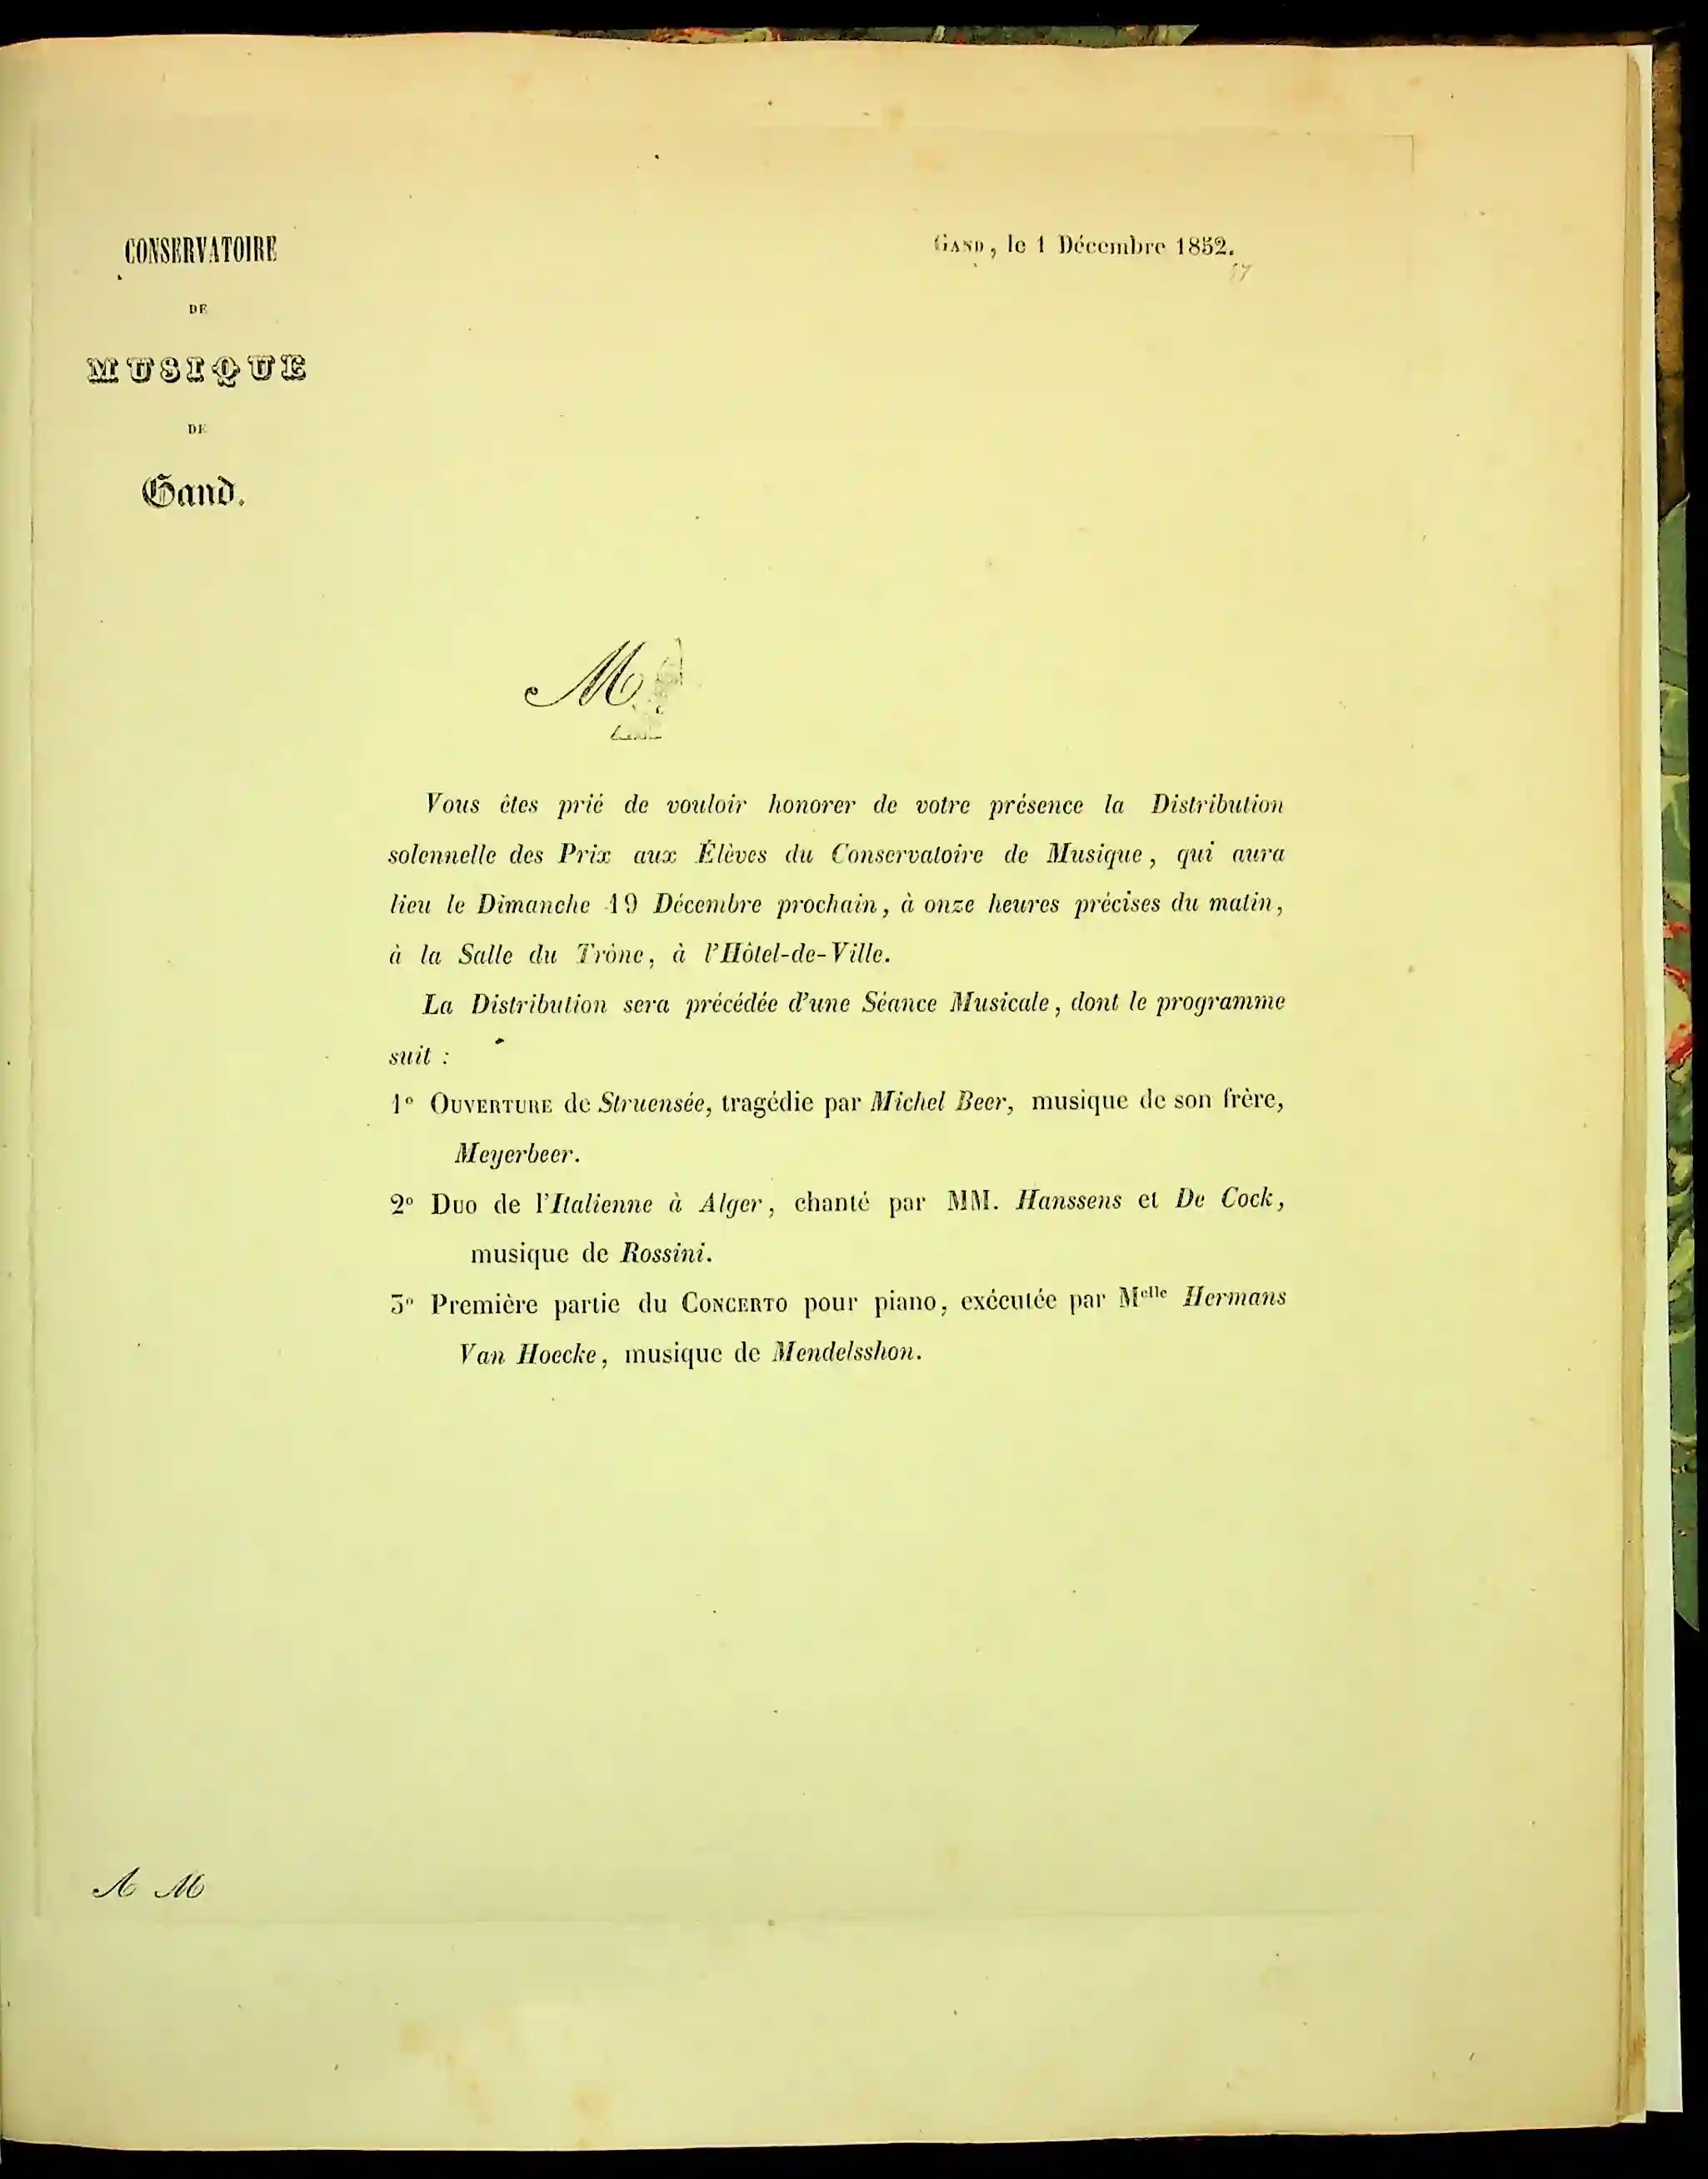 CONSERVATOIRE
DE
MUSIQUE
DE
Gand.
GAND, le 1 Décembre 1852.
M
Vous êtes prié de vouloir honorer de votre présence la Distribution
solennelle des Prix aux Élèves du Conservatoire de Musique, qui aura
lieu le Dimanche 19 Décembre prochain, à onze heures précises du matin,
à la Salle du Trône, à l'Hôtel-de-Ville.
La Distribution sera précédée d'une Séance Musicale, dont le programme
suit :
1° OUVERTURE de Struensée, tragédie par Michel Beer, musique de son frère,
Meyerbeer.
2° DUO de l'Italienne à Alger, chanté par MM. Hanssens et De Cock,
musique de Rossini.
3° Première partie du CONCERTO pour piano, exécutée par Melle Hermans
Van Hoecke, musique de Mendelsshon.
A M